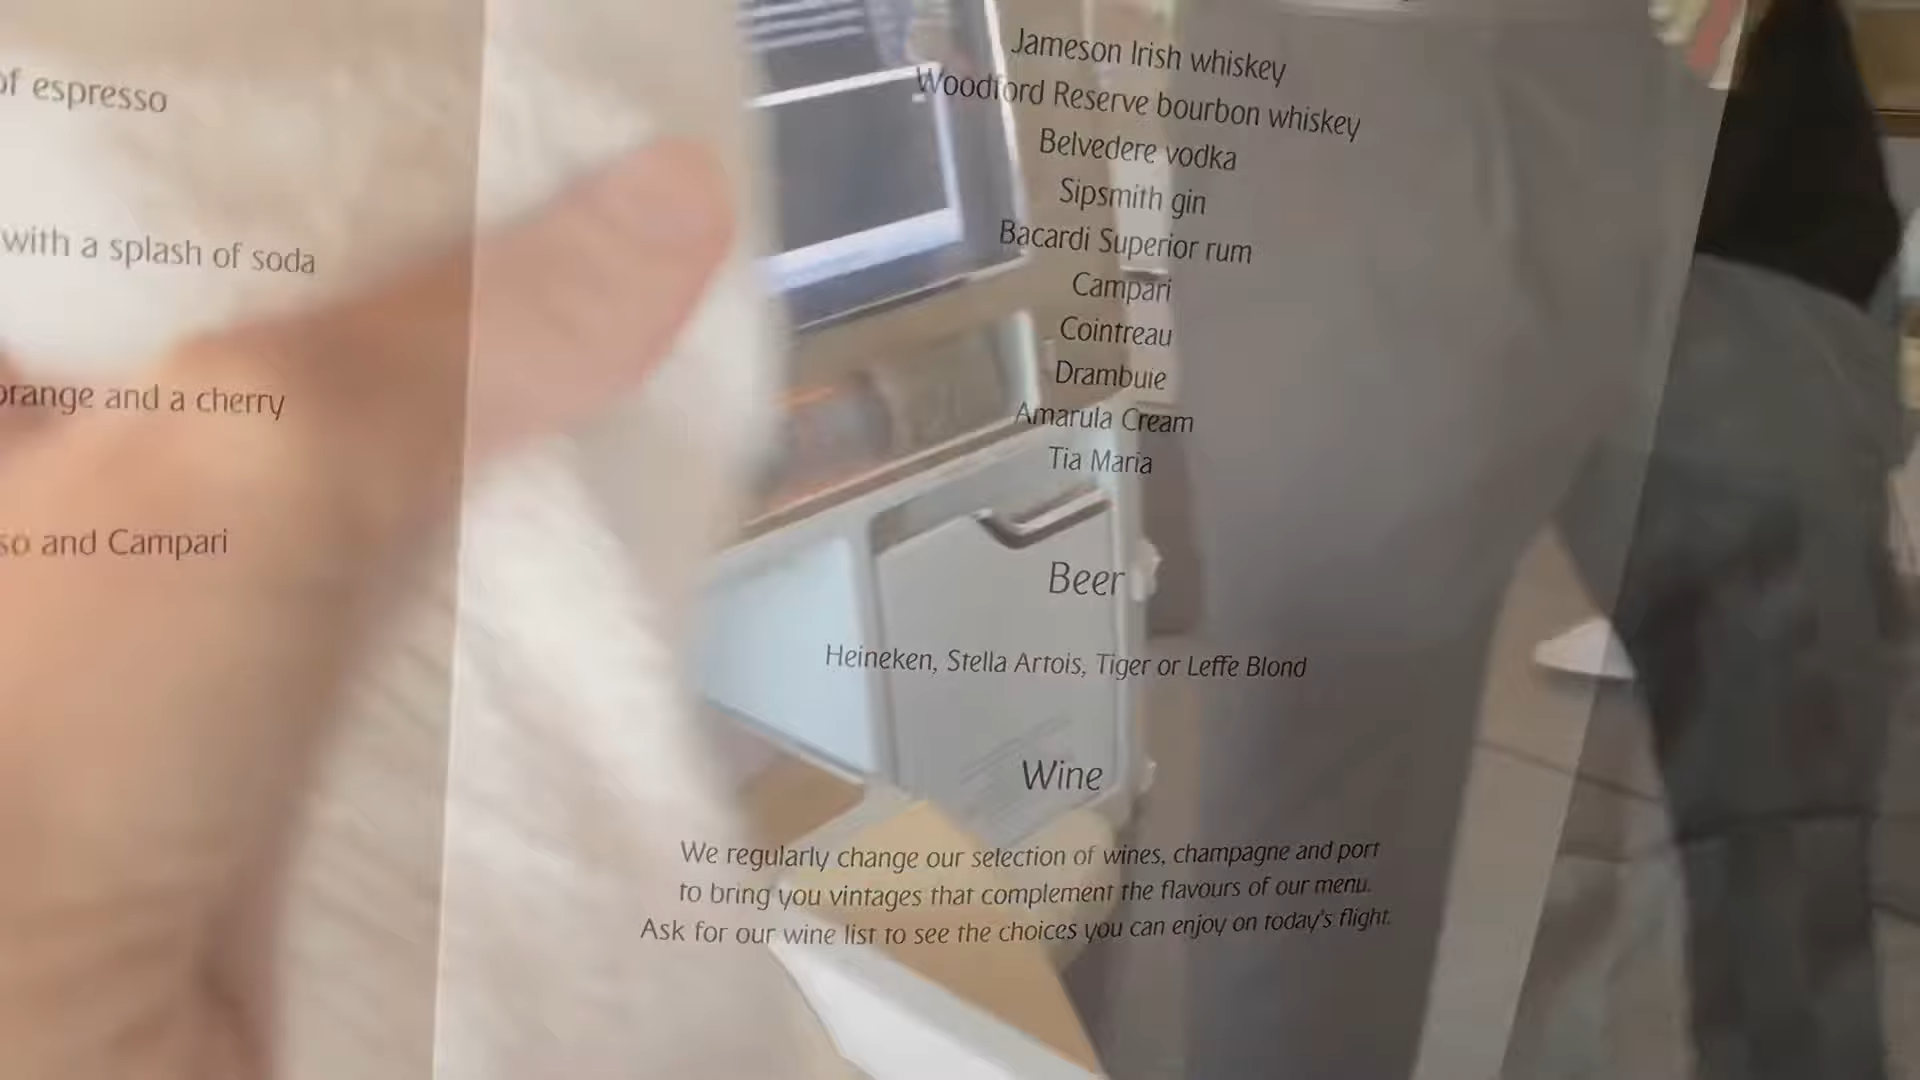 of espresso
with a splash of soda
orange and a cherry
and Campari
Jameson Irish whiskey
Woodford Reserve bourbon whiskey
Belvedere vodka
Sipsmith gin
Bacardi Superior rum
Campari
Cointreau
Drambuie
Amarula Cream
Tia Maria
Beer
Heineken, Stella Artois, Tiger or Leffe Blond
Wine
We regularly change our selection of wines, champagne and port
to bring you vintages that complement the flavours of our menu.
Ask for our wine list to see the choices you can enjoy on today's flight.